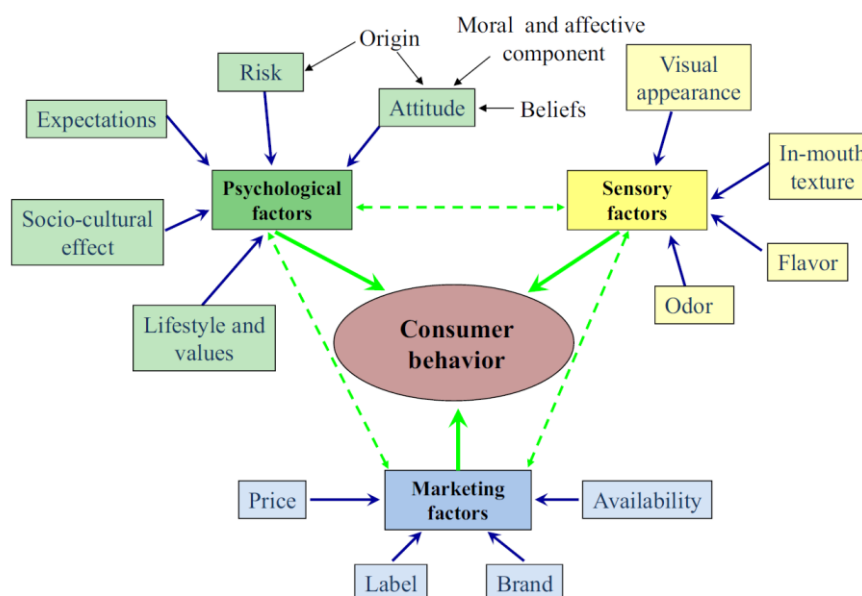 Moral and affective
component
Origin
Risk
Attitude
Beliefs
Visual
appearance
Expectations
In-mouth
texture
Psychological
factors
Sensory
factors
Socio-cultural
effect
Flavor
Odor
Lifestyle and
values
Consumer
behavior
Price
Marketing
factors
Availability
Label
Brand